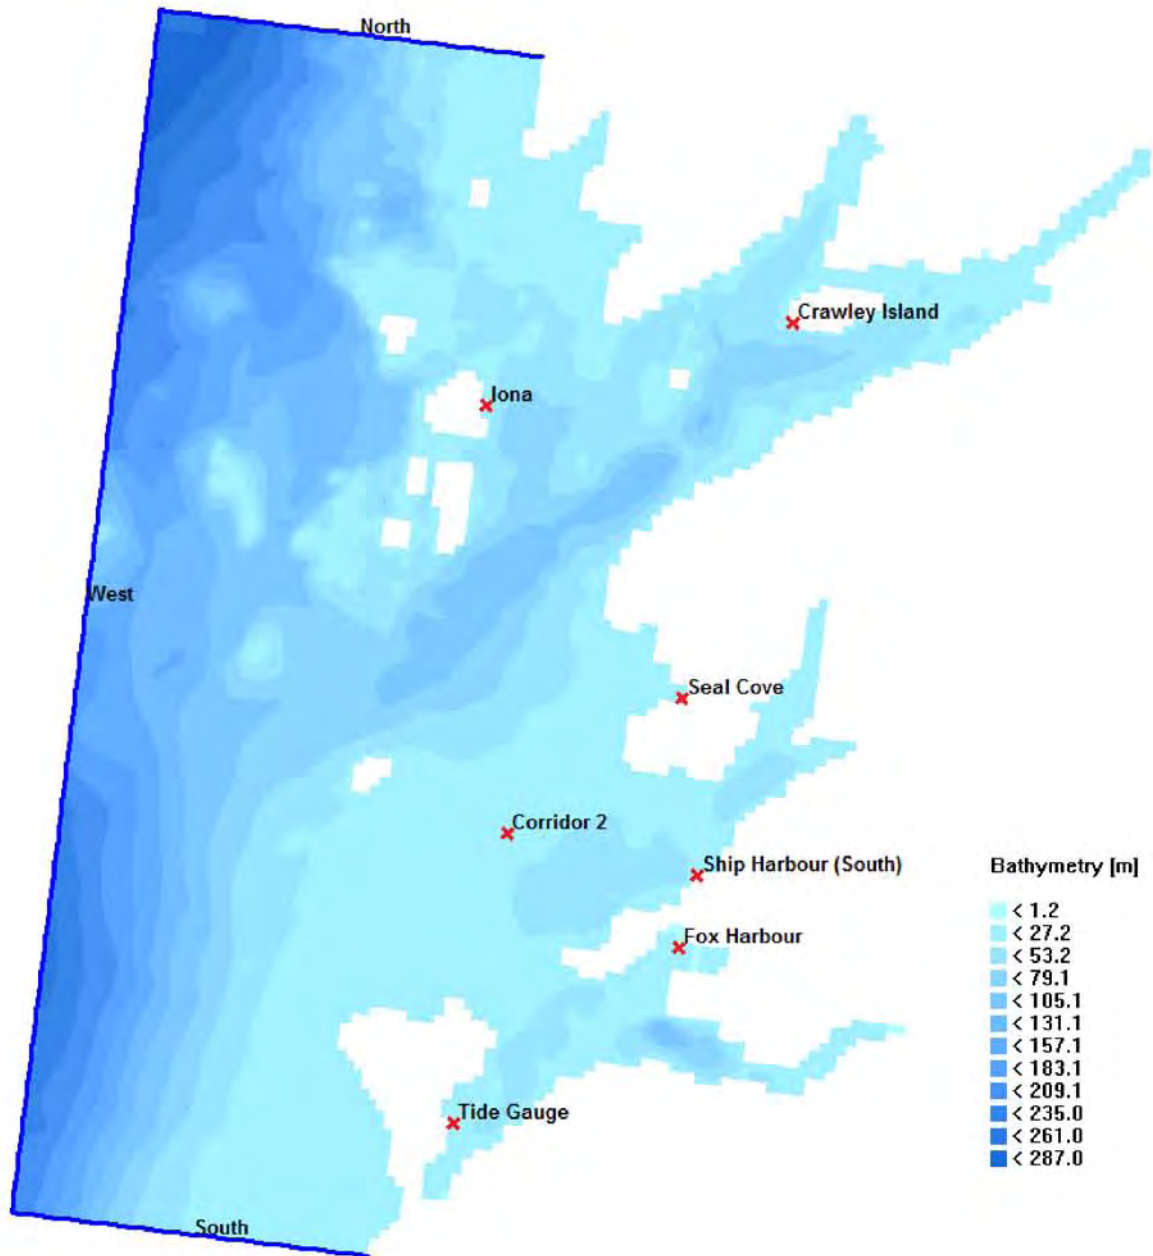 North
Crawley Island
Iona
West
Seal Cove
Corridor 2
Ship Harbour (South)
Bathymetry [m]
< 1.2
< 27.2
Fox Harbour
< 53.2
< 79.1
< 105.1
< 131.1
< 157.1
< 183.1
< 209.1
< 235.0
< 261.0
< 287.0
Tide Gauge
South